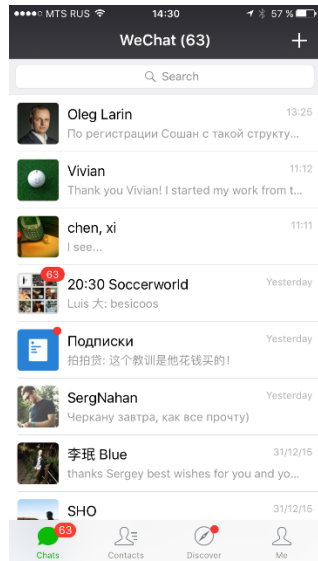 MTS RUS 14:30 57 %
WeChat (63) +
Search
Oleg Larin 13:25
По регистрации Сошан с такой структу...
Vivian 11:12
Thank you Vivian! I started my work from t...
chen, xi 11:11
I see...
63
20:30 Soccerworld Yesterday
Luis 大: besicoos
Подписки Yesterday
拍拍贷: 这个教训是他花钱买的!
SergNahan Yesterday
Черкану завтра, как все прочту)
李珉 Blue 31/12/15
thanks Sergey best wishes for you and yo...
SHO 31/12/15
63
Chats Contacts Discover Me